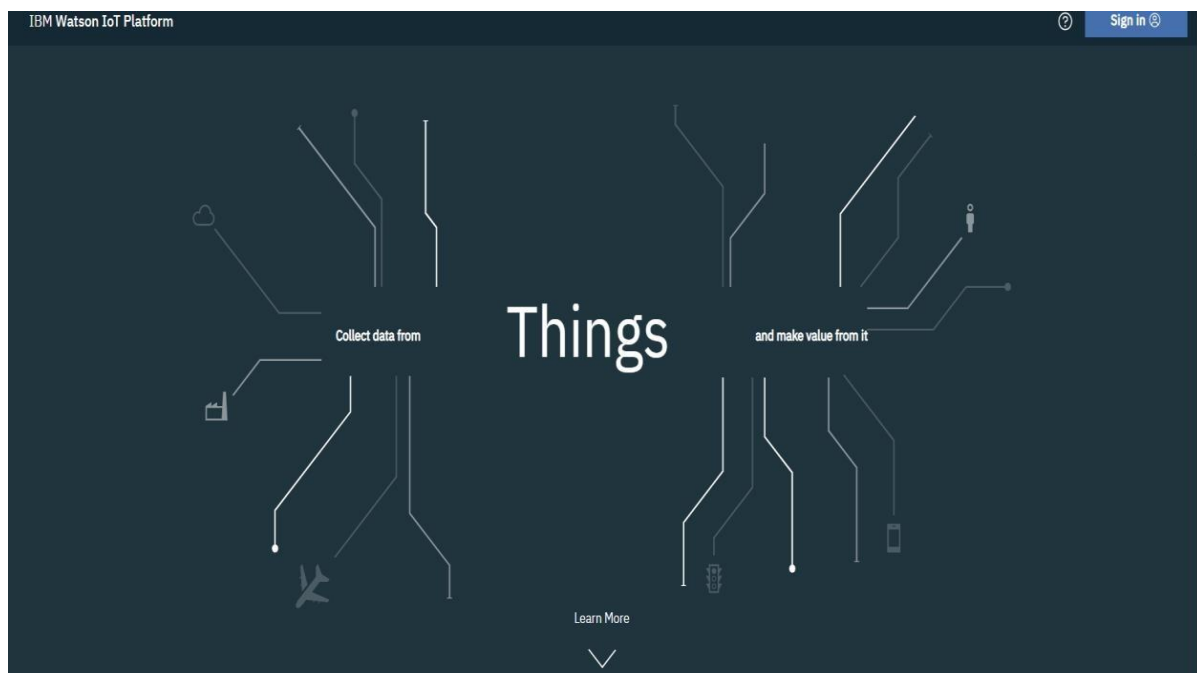 IBM Watson IoT Platform
Sign in
Collect data from
Things
and make value from it
Learn More